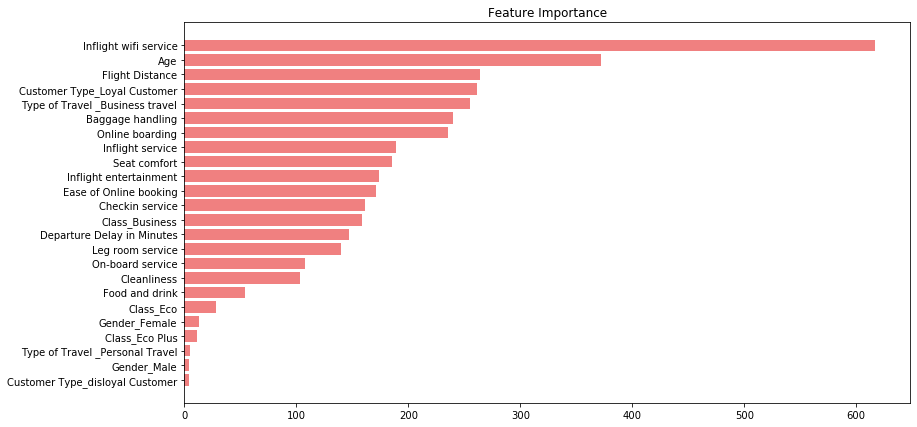 Feature Importance
Inflight wifi service
Age
Flight Distance
Customer Type_Loyal Customer
Type of Travel _Business travel
Baggage handling
Online boarding
Inflight service
Seat comfort
Inflight entertainment
Ease of Online booking
Checkin service
Class_Business
Departure Delay in Minutes
Leg room service
On-board service
Cleanliness
Food and drink
Class_Eco
Gender_Female
Class_Eco Plus
Type of Travel _Personal Travel
Gender_Male
Customer Type_disloyal Customer
0 100 200 300 400 500 600